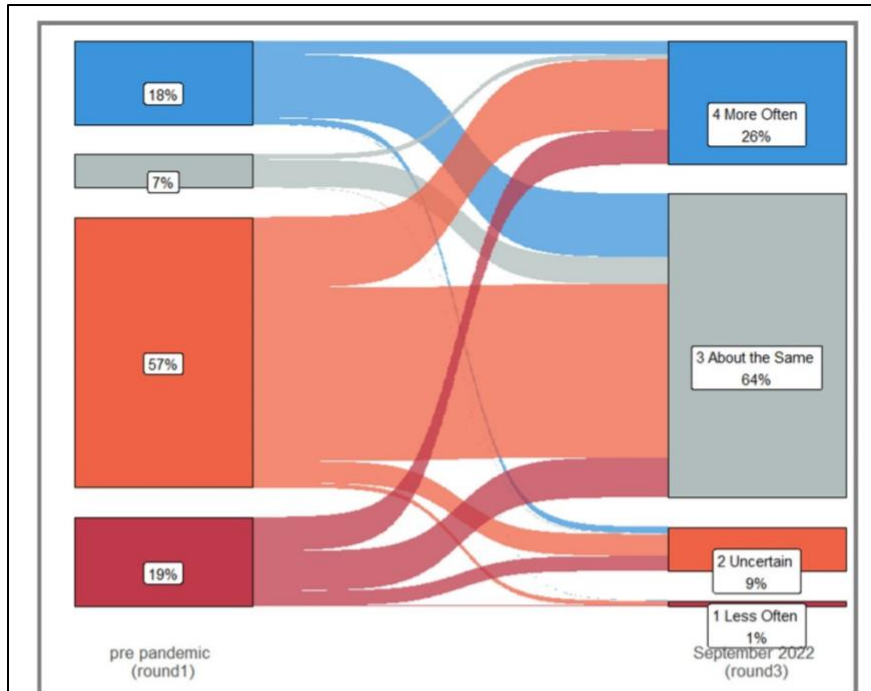 18%
7%
57%
19%
4 More Often
26%
3 About the Same
64%
2 Uncertain
9%
1 Less Often
1%
pre pandemic
(round1)
September 2022
(round3)